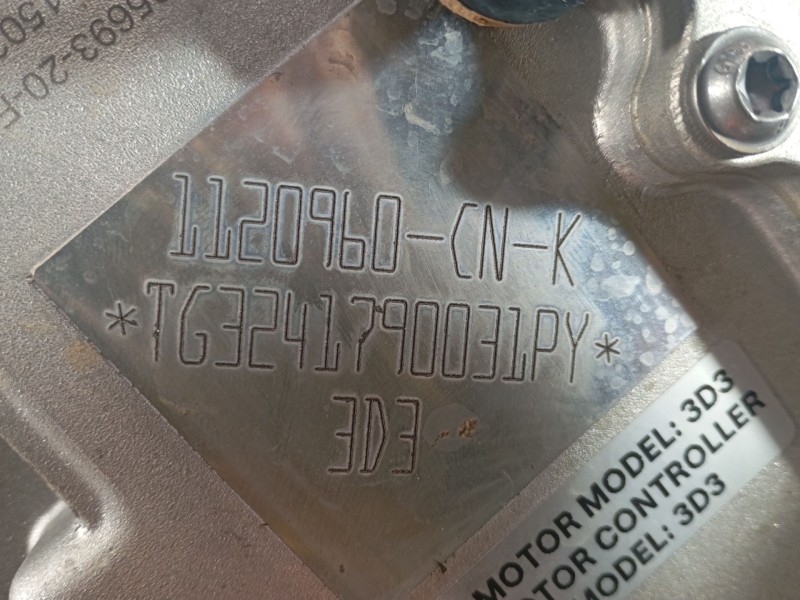 1120960-CN-K
*TG3241790031PY*
3D3
MOTOR MODEL: 3D3
MOTOR CONTROLLER
MODEL: 3D3